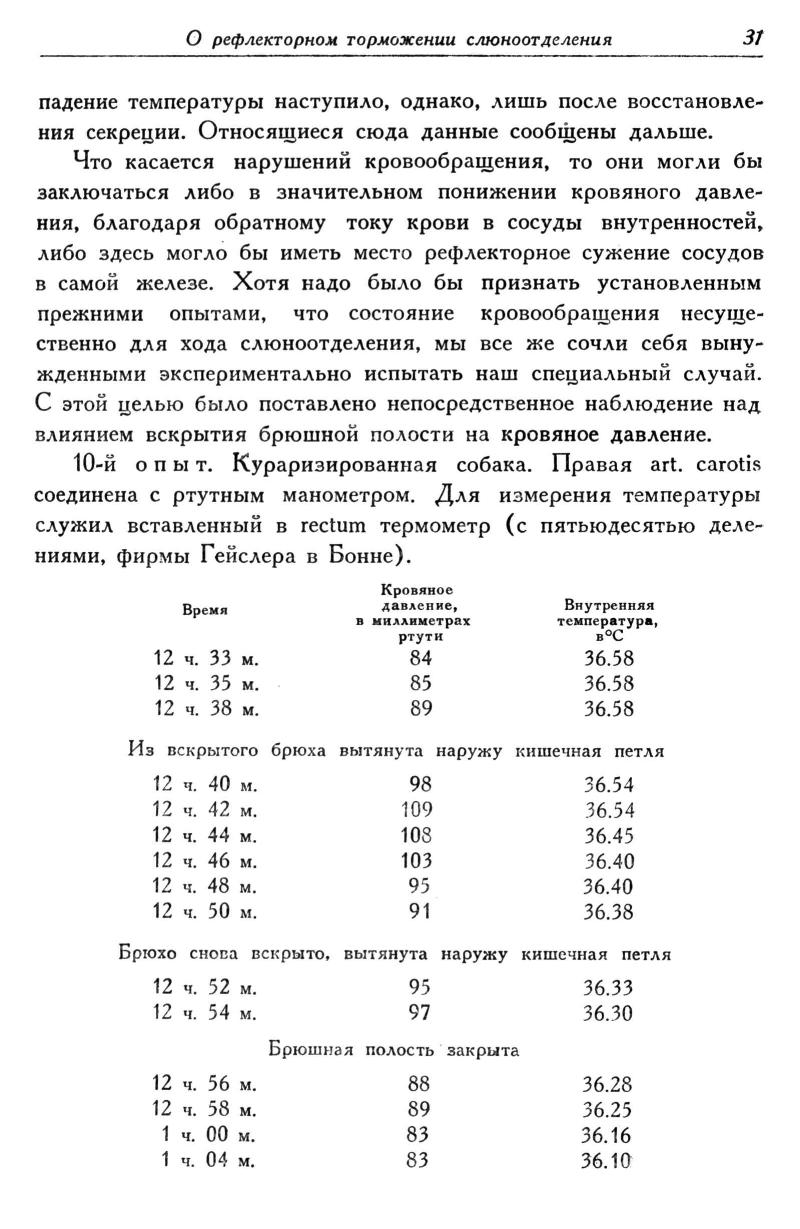 О рефлекторном торможении слюноотделения 31
падение температуры наступило, однако, лишь после восстановле-
ния секреции. Относящиеся сюда данные сообщены дальше.
Что касается нарушений кровообращения, то они могли бы
заключаться либо в значительном понижении кровяного давле-
ния, благодаря обратному току крови в сосуды внутренностей,
либо здесь могло бы иметь место рефлекторное сужение сосудов
в самой железе. Хотя надо было бы признать установленным
прежними опытами, что состояние кровообращения несуще-
ственно для хода слюноотделения, мы все же сочли себя выну-
жденными экспериментально испытать наш специальный случай.
С этой целью было поставлено непосредственное наблюдение над
влиянием вскрытия брюшной полости на кровяное давление.
10-й опыт. Кураризированная собака. Правая art. carotis
соединена с ртутным манометром. Для измерения температуры
служил вставленный в rectum термометр (с пятьюдесятью деле-
ниями, фирмы Гейслера в Бонне).
Кровяное
Время давление, Внутренняя
в миллиметрах температура,
ртути в°C
12 ч. 33 м. 84 36.58
12 ч. 35 м. 85 36.58
12 ч. 38 м. 89 36.58
Из вскрытого брюха вытянута наружу кишечная петля
12 ч. 40 м. 98 36.54
12 ч. 42 м. 109 36.54
12 ч. 44 м. 108 36.45
12 ч. 46 м. 103 36.40
12 ч. 48 м. 95 36.40
12 ч. 50 м. 91 36.38
Брюхо снова вскрыто, вытянута наружу кишечная петля
12 ч. 52 м. 95 36.33
12 ч. 54 м. 97 36.30
Брюшная полость закрыта
12 ч. 56 м. 88 36.28
12 ч. 58 м. 89 36.25
1 ч. 00 м. 83 36.16
1 ч. 04 м. 83 36.10